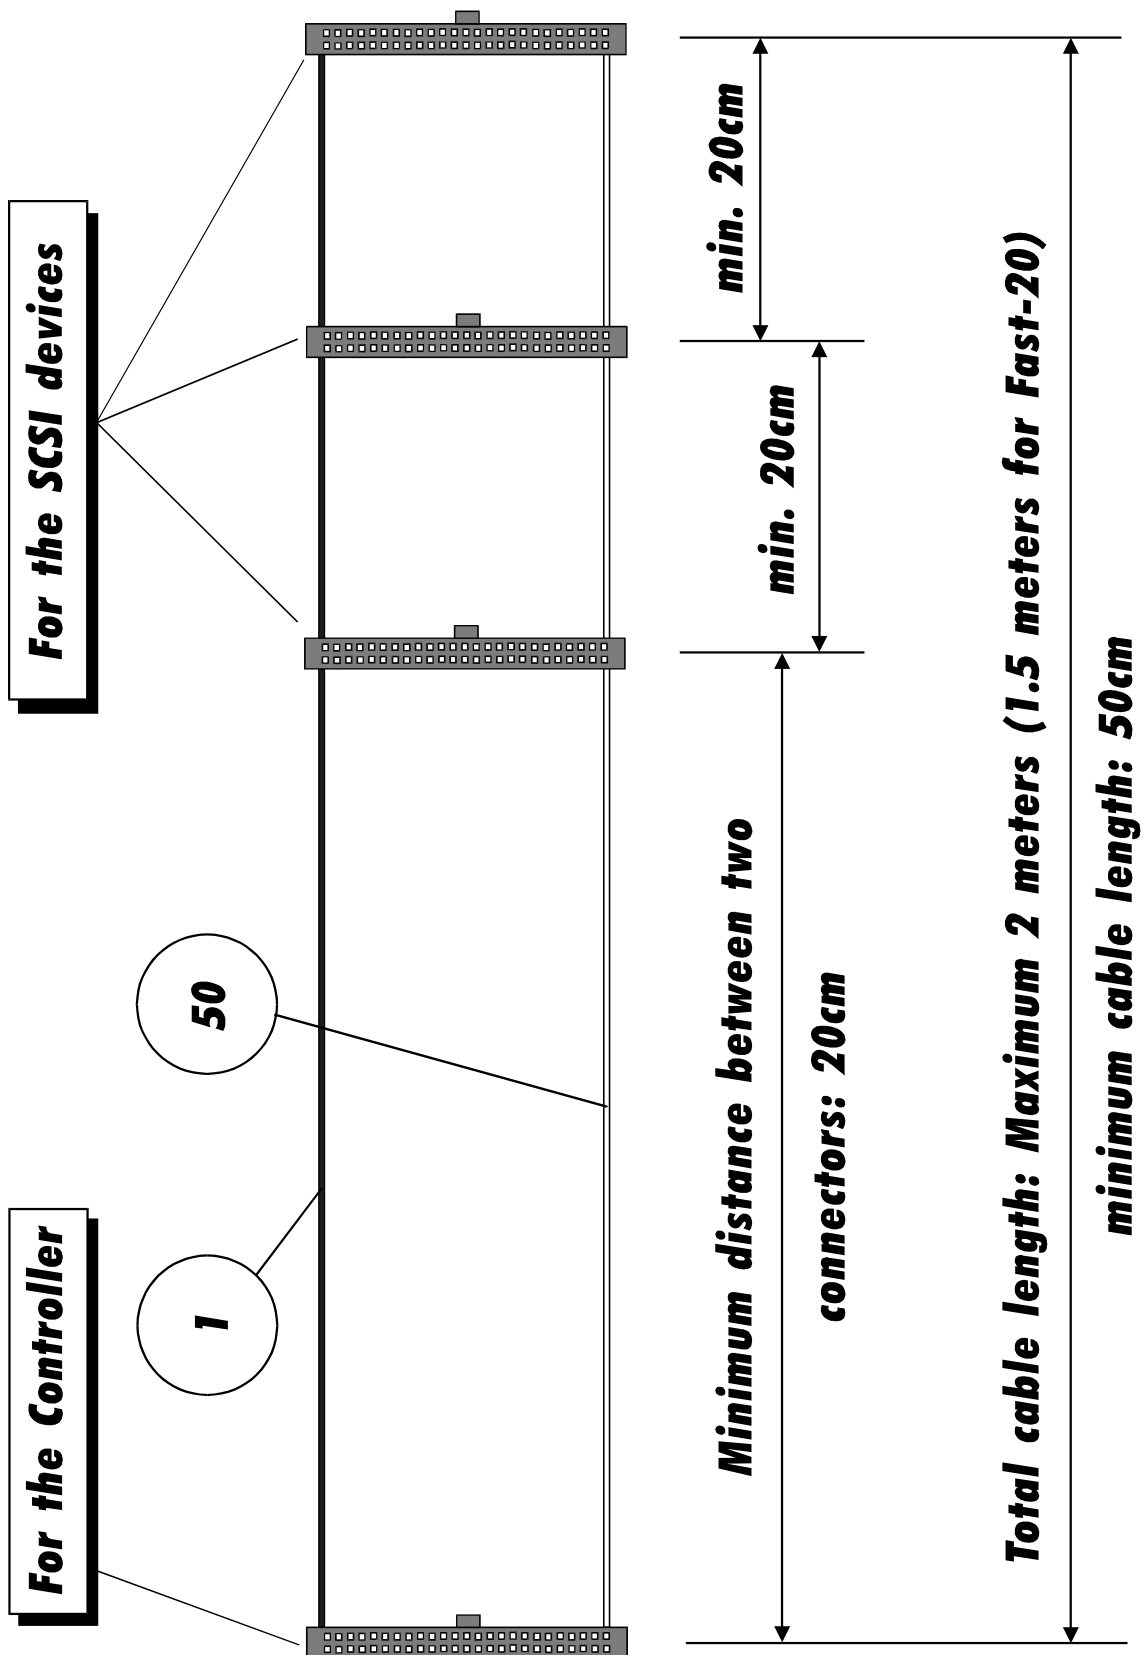 For the Controller
For the SCSI devices
1
50
min. 20cm
min. 20cm
Minimum distance between two
connectors: 20cm
Total cable length: Maximum 2 meters (1.5 meters for Fast-20)
minimum cable length: 50cm